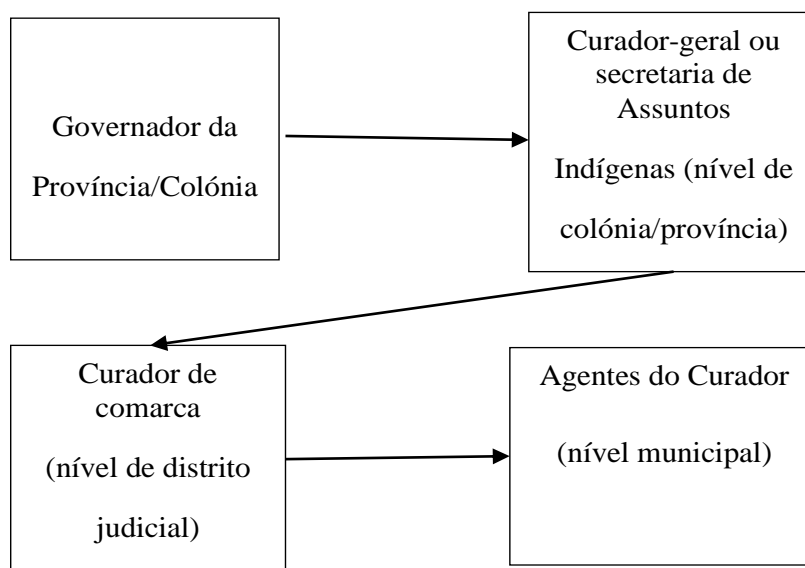 Governador da
Província/Colónia
Curador-geral ou
secretaria de
Assuntos
Indígenas (nível de
colónia/província)
Curador de
comarca
(nível de distrito
judicial)
Agentes do Curador
(nível municipal)